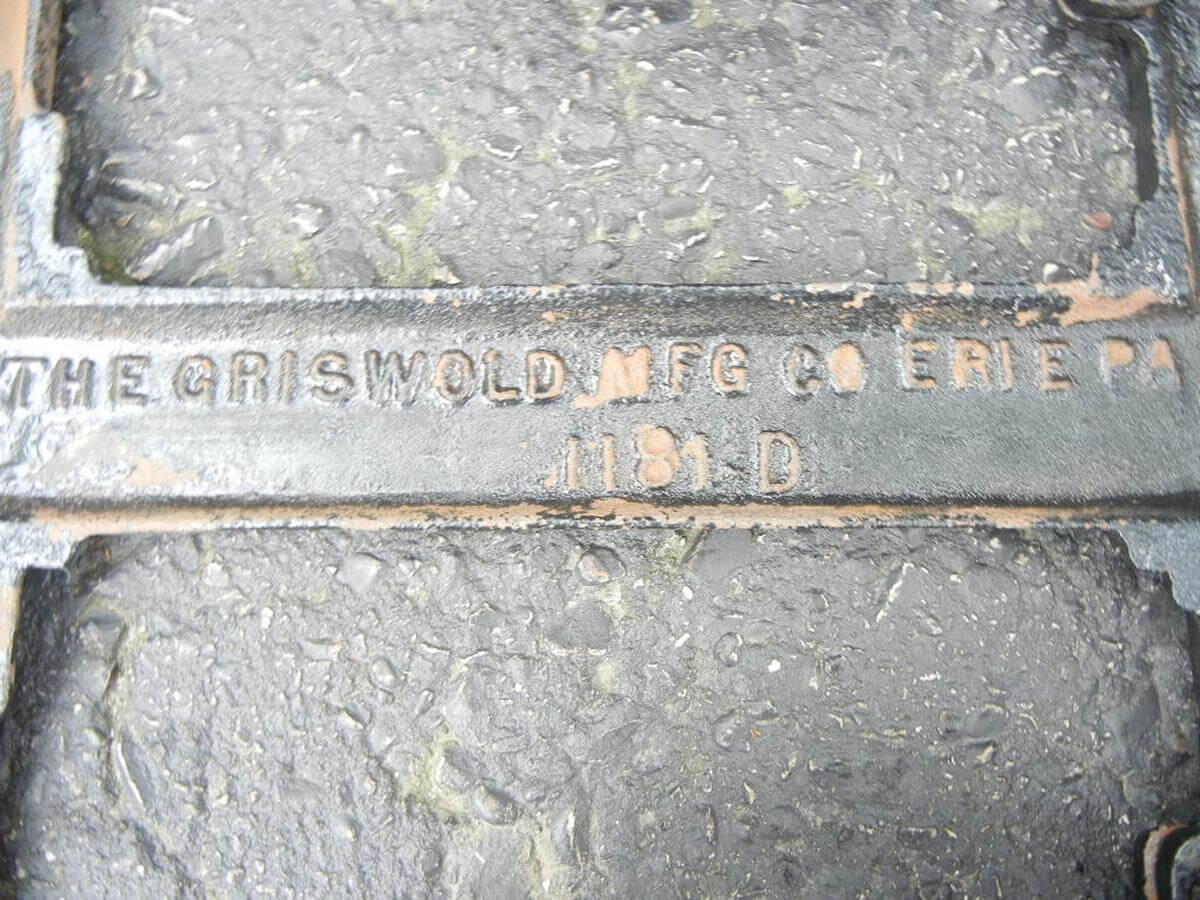 THE GRISWOLD MFG CO ERIE PA
1181-D